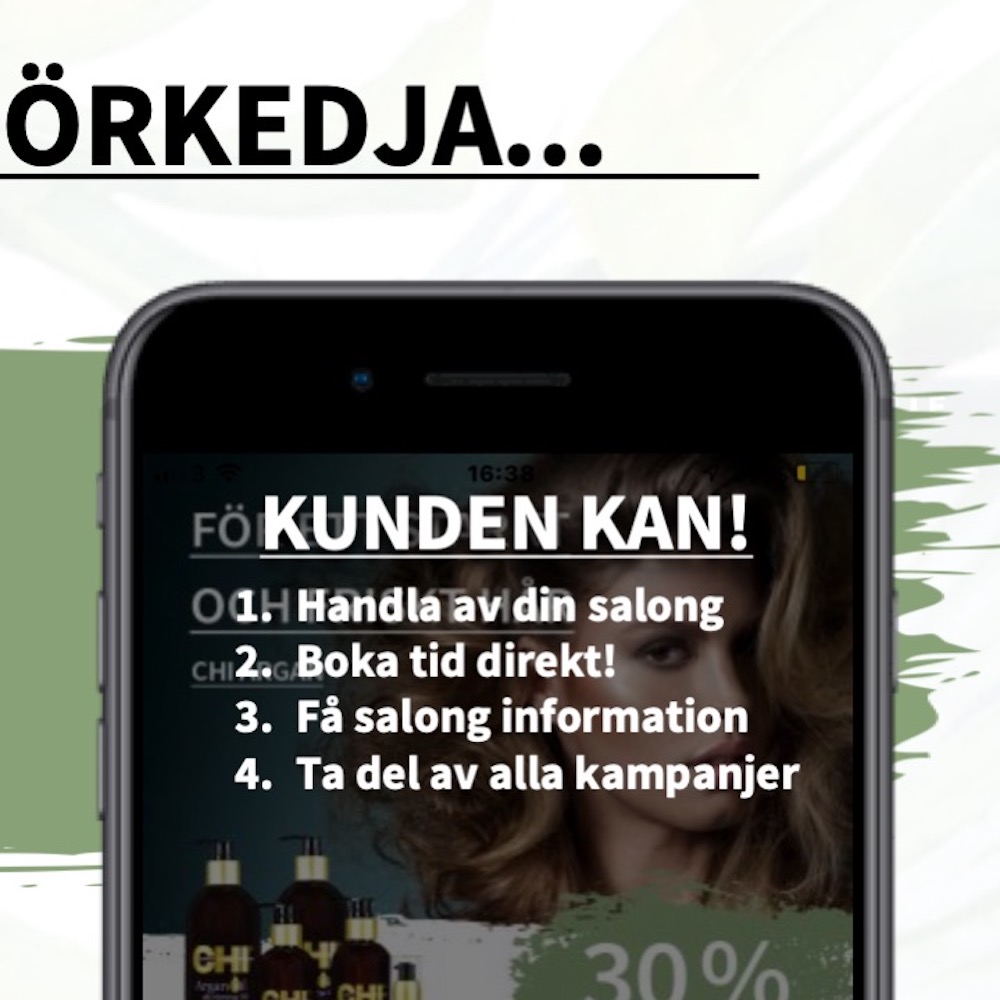 ÖRKEDJA...
16:38
KUNDEN KAN!
1. Handla av din salong
2. Boka tid direkt!
3. Få salong information
4. Ta del av alla kampanjer
CHI
CHI
CHI
30%